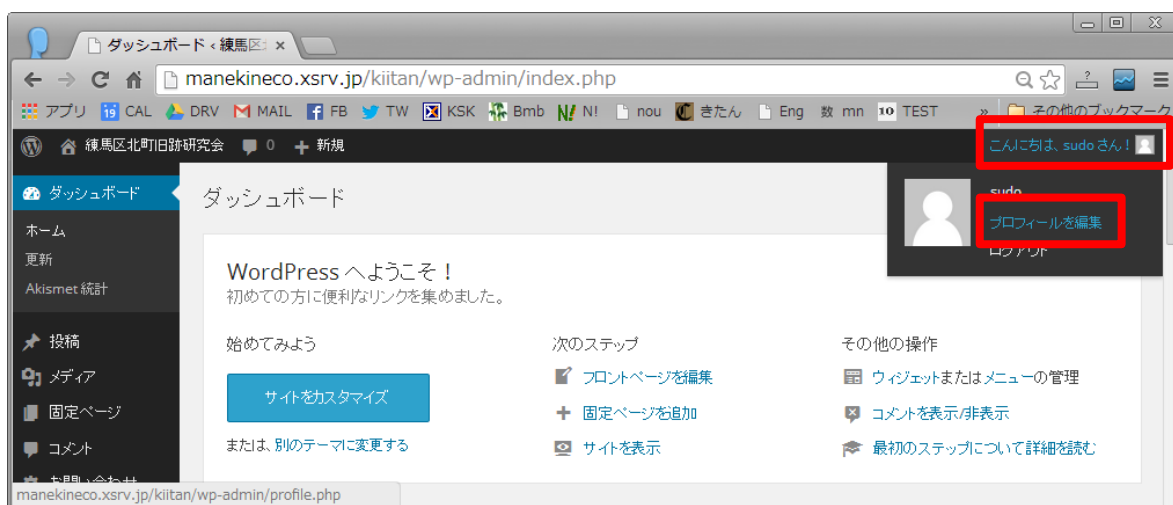 ダッシュボード ‹ 練馬区
manekineco.xsrv.jp/kiitan/wp-admin/index.php
アプリ 19 CAL DRV MAIL FB TW KSK Bmb N! nou きたん Eng 数 mn 10 TEST » その他のブックマーク
練馬区北町旧跡研究会 0 + 新規 こんにちは、sudo さん!
ダッシュボード
ホーム
更新
Akismet 統計
投稿
メディア
固定ページ
コメント
お問い合わせ
manekineco.xsrv.jp/kiitan/wp-admin/profile.php
ダッシュボード
sudo
プロフィールを編集
ログアウト
WordPress へようこそ !
初めての方に便利なリンクを集めました。
始めてみよう
サイトをカスタマイズ
または、別のテーマに変更する
次のステップ
フロントページを編集
固定ページを追加
サイトを表示
その他の操作
ウィジェットまたはメニューの管理
コメントを表示/非表示
最初のステップについて詳細を読む